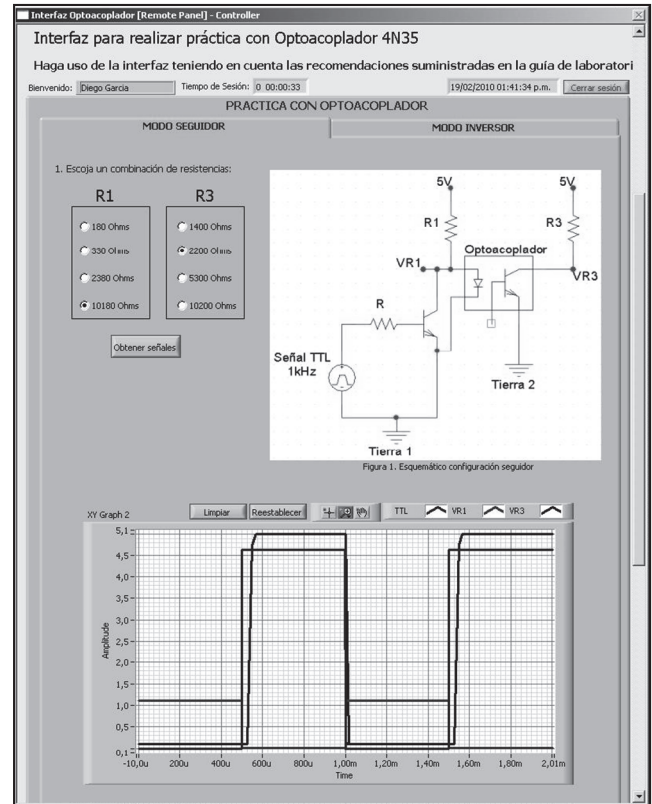 Interfaz Optoacoplador [Remote Panel] - Controller
Interfaz para realizar práctica con Optoacoplador 4N35
Haga uso de la interfaz teniendo en cuenta las recomendaciones suministradas en la guía de laboratori
Bienvenido: Diego Garcia Tiempo de Sesión: 0 00:00:33 19/02/2010 01:41:34 p.m. Cerrar sesión
PRACTICA CON OPTOACOPLADOR
MODO SEGUIDOR MODO INVERSOR
1. Escoja un combinación de resistencias:
R1 R3
180 Ohms 1400 Ohms
330 Ohms 2200 Ohms
2380 Ohms 5300 Ohms
10180 Ohms 10200 Ohms
Obtener señales
5V 5V
R1 R3
Optoacoplador
VR1 VR3
R
Señal TTL
1kHz
Tierra 2
Tierra 1
Figura 1. Esquemático configuración seguidor
XY Graph 2 Limpiar Reestablecer TTL VR1 VR3
5,1
4,5
4,0
3,5
3,0
2,5
2,0
1,5
1,0
0,5
0,1
Amplitude
-10,0u 200u 400u 600u 800u 1,00m 1,20m 1,40m 1,60m 1,80m 2,01m
Time